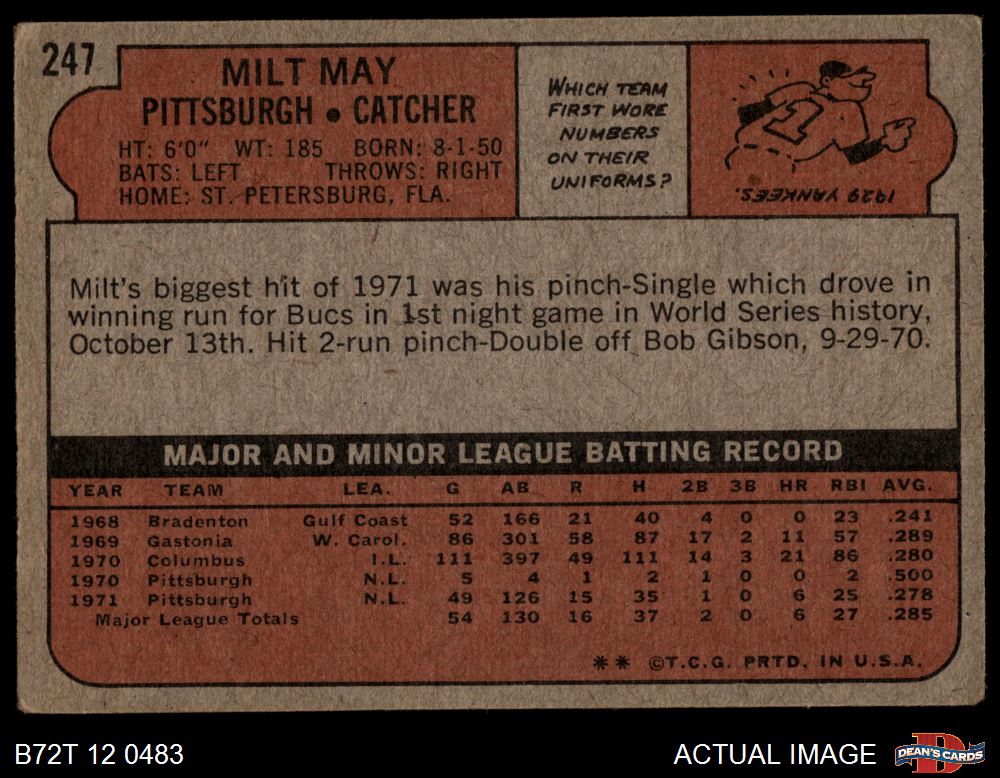 247
MILT MAY
PITTSBURGH • CATCHER
HT: 6'0" WT: 185 BORN: 8-1-50
BATS: LEFT THROWS: RIGHT
HOME: ST. PETERSBURG, FLA.
WHICH TEAM
FIRST WORE
NUMBERS
ON THEIR
UNIFORMS?
1
1929 YANKEES.
Milt's biggest hit of 1971 was his pinch-Single which drove in
winning run for Bucs in 1st night game in World Series history,
October 13th. Hit 2-run pinch-Double off Bob Gibson, 9-29-70.
MAJOR AND MINOR LEAGUE BATTING RECORD
YEAR TEAM LEA. G AB R H 2B 3B HR RBI AVG.
1968 Bradenton Gulf Coast 52 166 21 40 4 0 0 23 .241
1969 Gastonia W. Carol. 86 301 58 87 17 2 11 57 .289
1970 Columbus I.L. 111 397 49 111 14 3 21 86 .280
1970 Pittsburgh N.L. 5 4 1 2 1 0 0 2 .500
1971 Pittsburgh N.L. 49 126 15 35 1 0 6 25 .278
Major League Totals 54 130 16 37 2 0 6 27 .285
** ©T.C.G. PRTD. IN U.S.A.
B72T 12 0483
ACTUAL IMAGE
DEAN'S CARDS